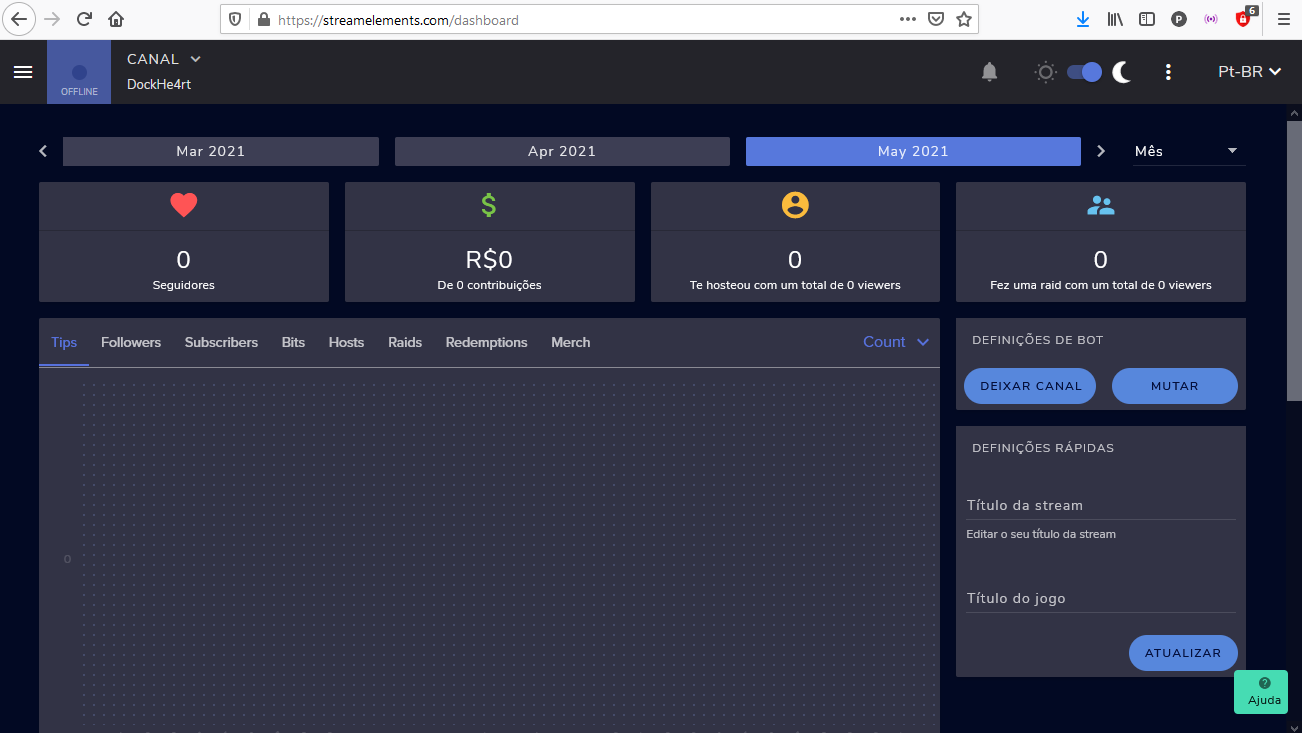 https://streamelements.com/dashboard
P
6
OFFLINE
CANAL
DockHe4rt
Pt-BR
Mar 2021
Apr 2021
May 2021
Mês
0
Seguidores
R$0
De 0 contribuições
0
Te hosteou com um total de 0 viewers
0
Fez uma raid com um total de 0 viewers
Tips Followers Subscribers Bits Hosts Raids Redemptions Merch Count
0
DEFINIÇÕES DE BOT
DEIXAR CANAL
MUTAR
DEFINIÇÕES RÁPIDAS
Título da stream
Editar o seu título da stream
Título do jogo
ATUALIZAR
Ajuda